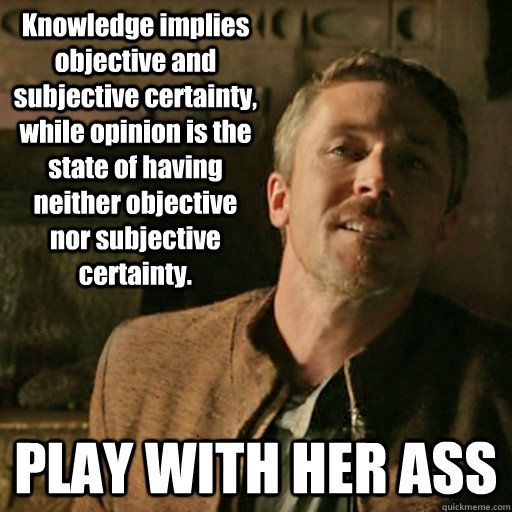 Knowledge implies
objective and
subjective certainty,
while opinion is the
state of having
neither objective
nor subjective
certainty.
PLAY WITH HER ASS
quickmeme.com